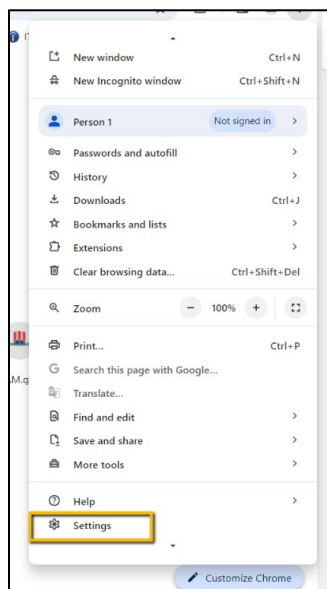 New window Ctrl+N
New Incognito window Ctrl+Shift+N
Person 1 Not signed in
Passwords and autofill
History
Downloads Ctrl+J
Bookmarks and lists
Extensions
Clear browsing data... Ctrl+Shift+Del
Zoom − 100% +
Print... Ctrl+P
Search this page with Google...
Translate...
Find and edit
Save and share
More tools
Help
Settings
Customize Chrome